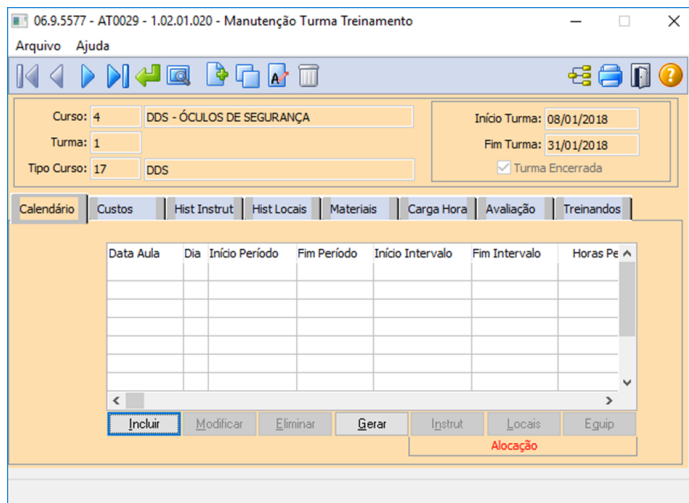 06.9.5577 - AT0029 - 1.02.01.020 - Manutenção Turma Treinamento
Arquivo Ajuda
Curso: 4 DDS - ÓCULOS DE SEGURANÇA
Início Turma: 08/01/2018
Turma: 1
Fim Turma: 31/01/2018
Tipo Curso: 17 DDS
Turma Encerrada
Calendário Custos Hist Instrut Hist Locais Materiais Carga Hora Avaliação Treinandos
Data Aula Dia Início Período Fim Período Início Intervalo Fim Intervalo Horas Pe
Incluir Modificar Eliminar Gerar Instrut Locais Equip
Alocação